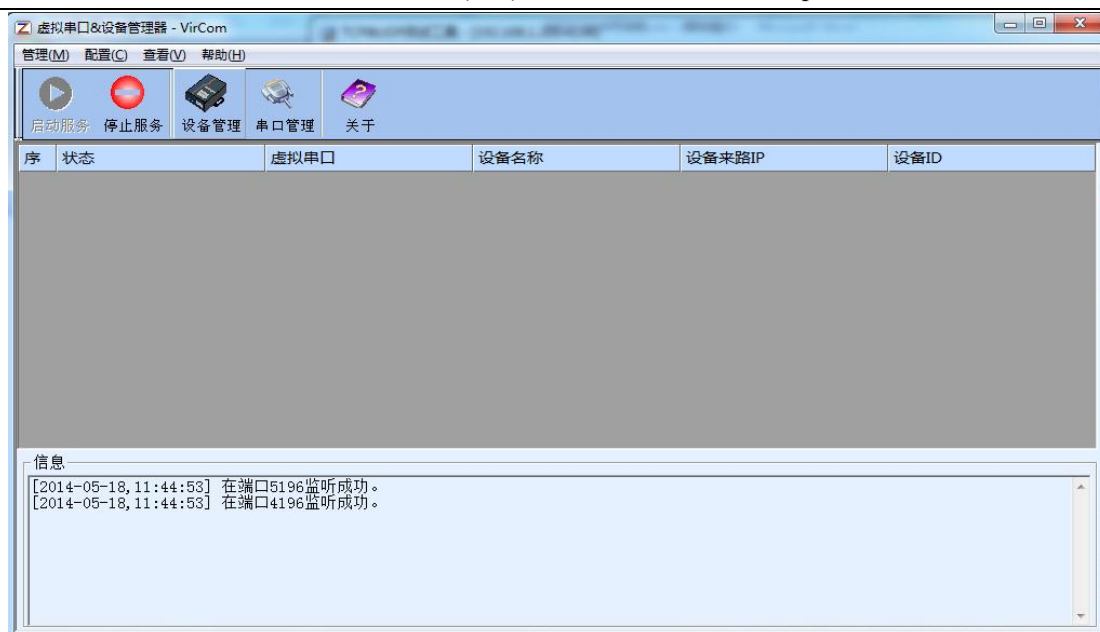 虚拟串口&设备管理器 - VirCom
管理(M) 配置(C) 查看(V) 帮助(H)
启动服务 停止服务 设备管理 串口管理 关于
序 状态 虚拟串口 设备名称 设备来路IP 设备ID
信息
[2014-05-18,11:44:53] 在端口5196监听成功。
[2014-05-18,11:44:53] 在端口4196监听成功。